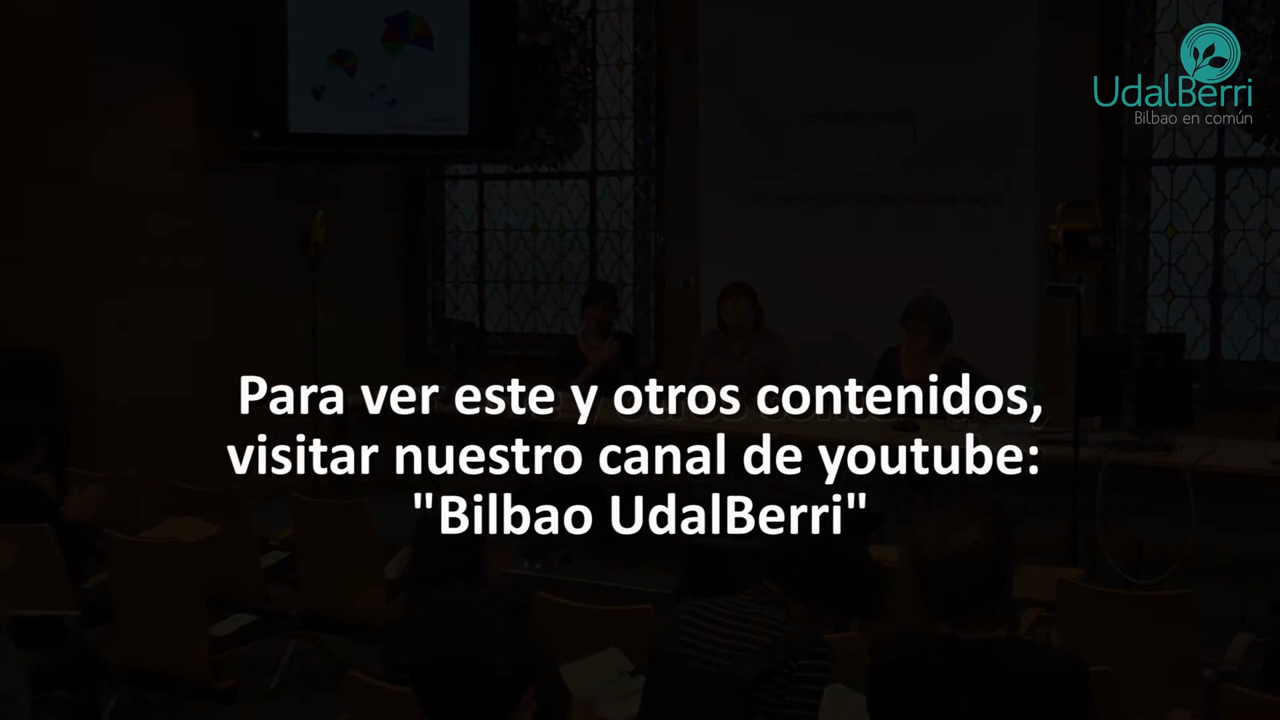 UdalBerri
Bilbao en común
Para ver este y otros contenidos,
visitar nuestro canal de youtube:
"Bilbao UdalBerri"